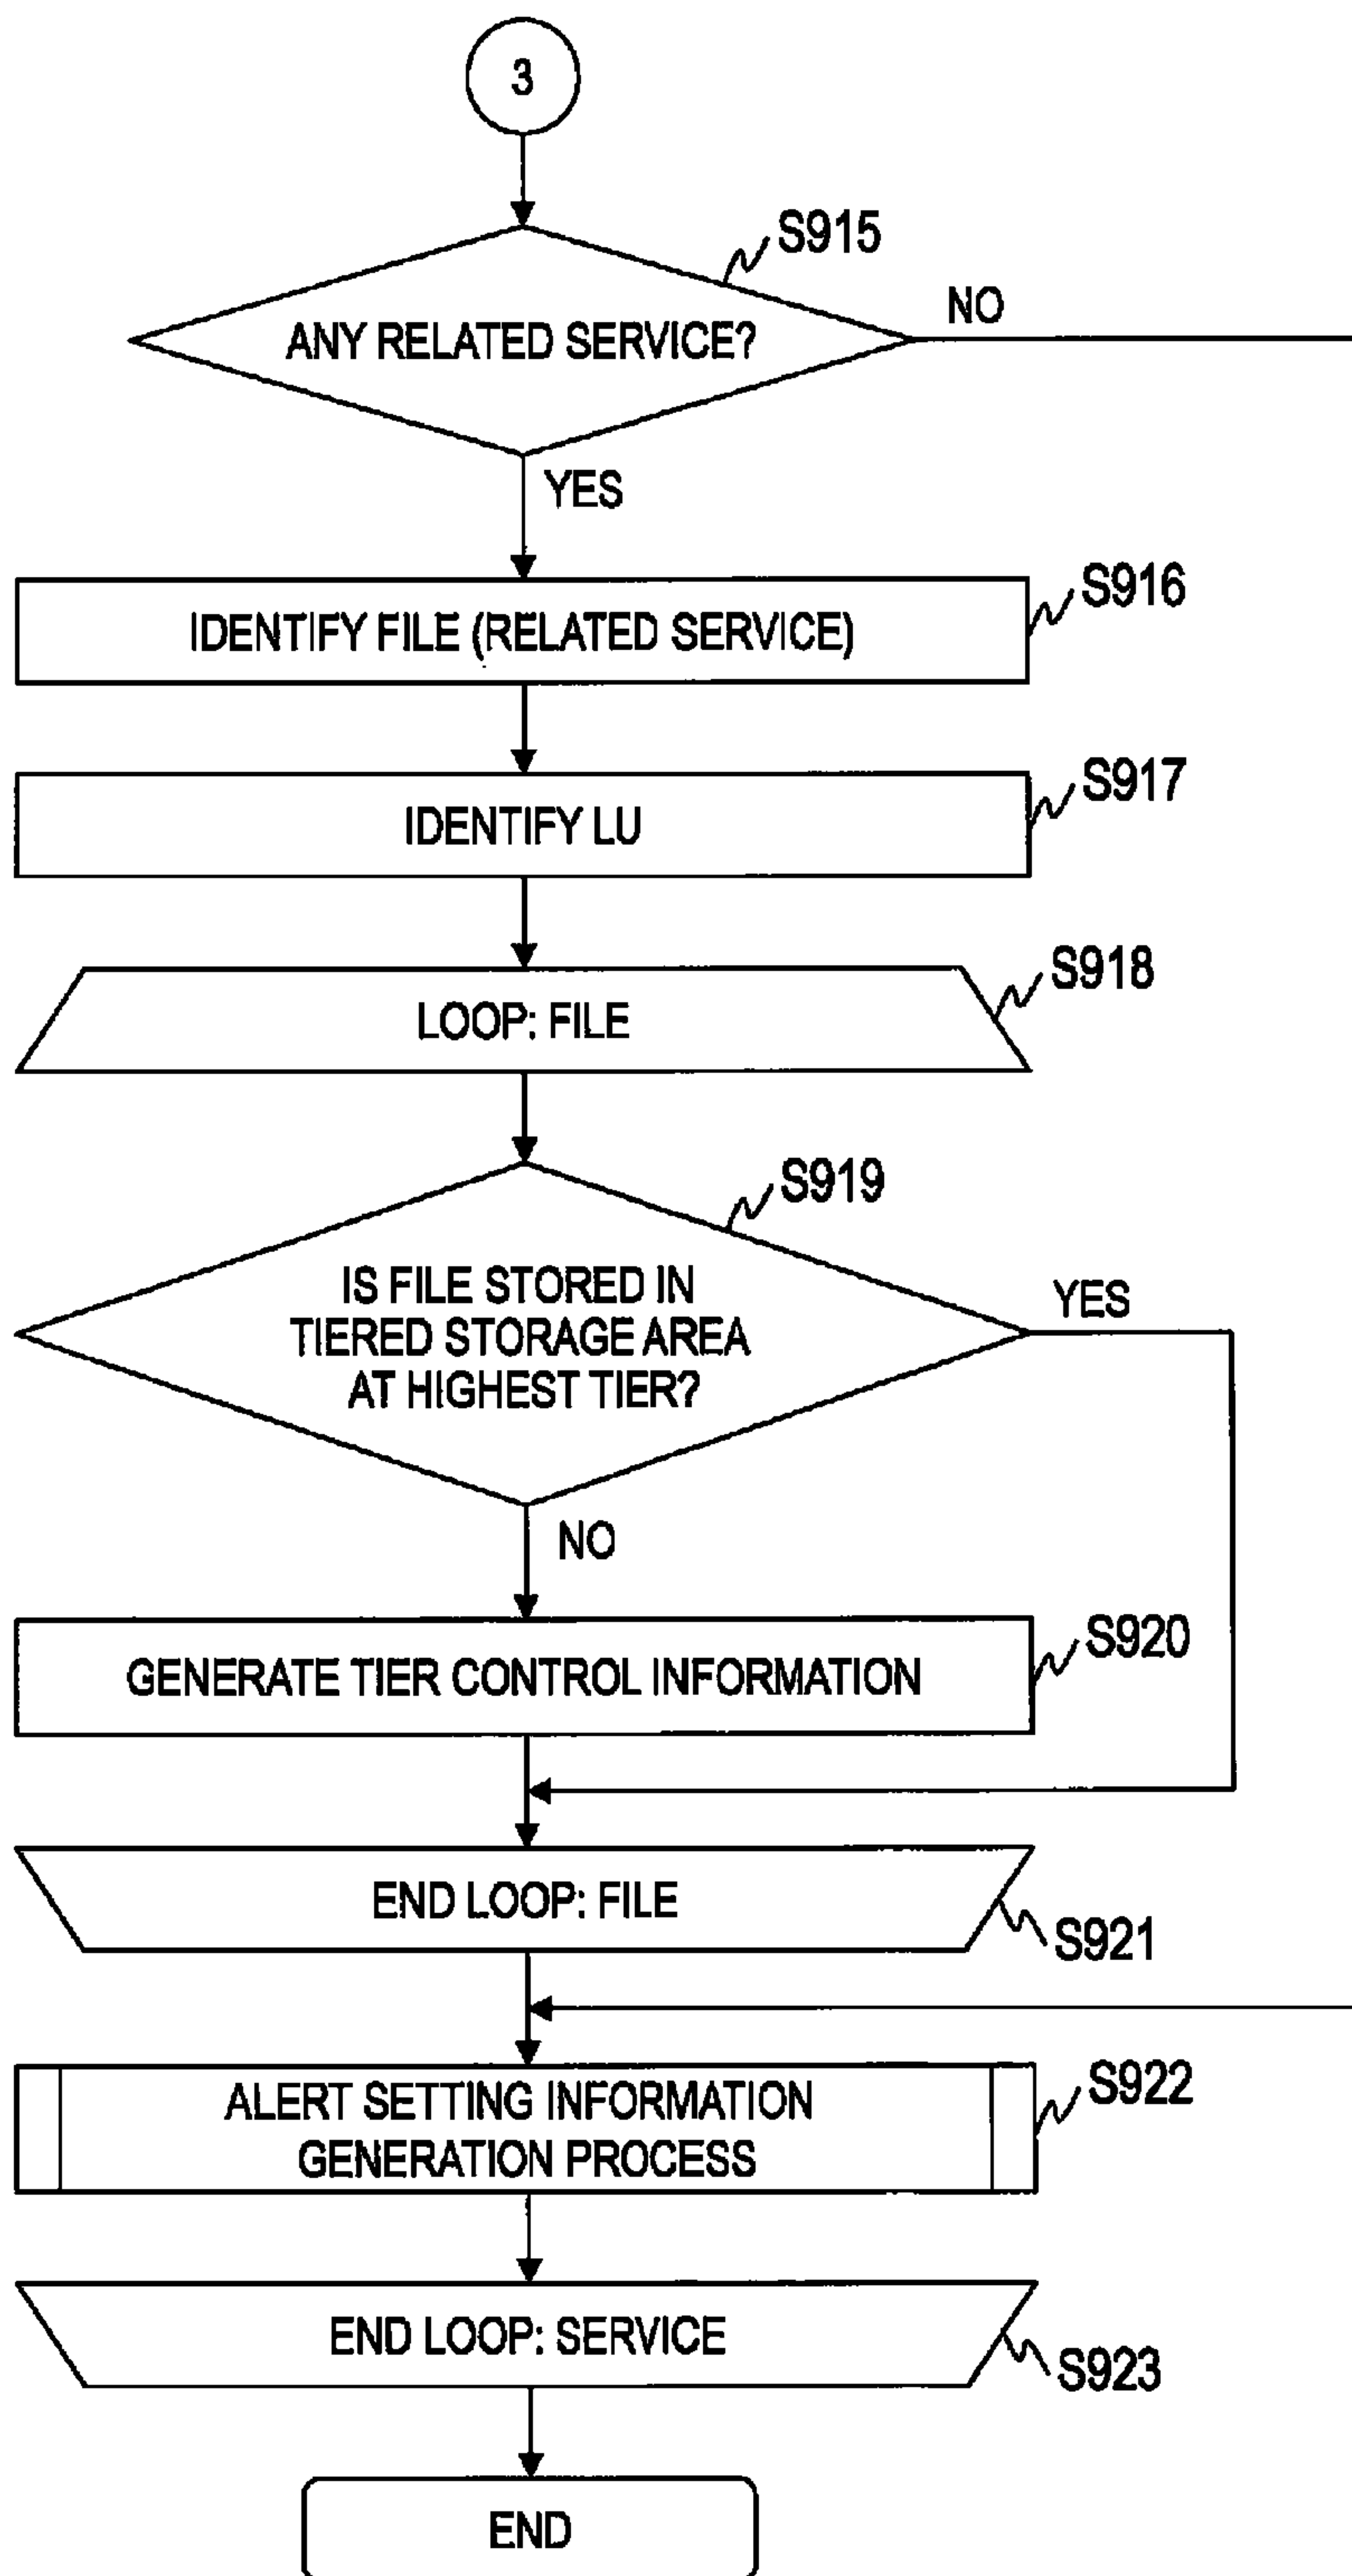 3
S915
ANY RELATED SERVICE?
NO
YES
S916
IDENTIFY FILE (RELATED SERVICE)
S917
IDENTIFY LU
S918
LOOP: FILE
S919
IS FILE STORED IN
TIERED STORAGE AREA
AT HIGHEST TIER?
YES
NO
S920
GENERATE TIER CONTROL INFORMATION
END LOOP: FILE
S921
S922
ALERT SETTING INFORMATION
GENERATION PROCESS
END LOOP: SERVICE
S923
END